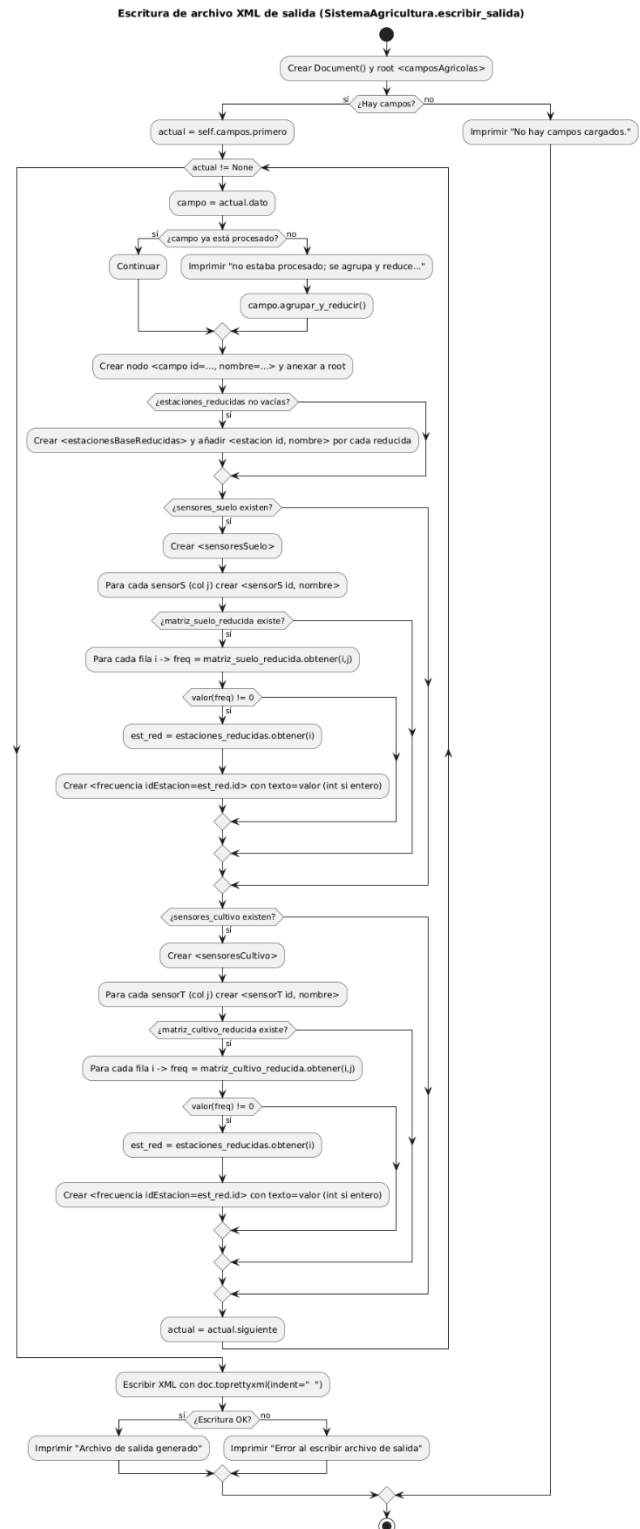 Escritura de archivo XML de salida (SistemaAgricultura.escribir_salida)
Crear Document() y root <camposAgricolas>
sí
¿Hay campos?
no
actual = self.campos.primero
Imprimir "No hay campos cargados."
actual != None
campo = actual.dato
sí
¿campo ya está procesado?
no
Continuar
Imprimir "no estaba procesado; se agrupa y reduce..."
campo.agrupar_y_reducir()
Crear nodo <campo id=..., nombre=...> y anexar a root
¿estaciones_reducidas no vacías?
sí
Crear <estacionesBaseReducidas> y añadir <estacion id, nombre> por cada reducida
¿sensores_suelo existen?
sí
Crear <sensoresSuelo>
Para cada sensorS (col j) crear <sensorS id, nombre>
¿matriz_suelo_reducida existe?
sí
Para cada fila i -> freq = matriz_suelo_reducida.obtener(i,j)
valor(freq) != 0
sí
est_red = estaciones_reducidas.obtener(i)
Crear <frecuencia idEstacion=est_red.id> con texto=valor (int si entero)
¿sensores_cultivo existen?
sí
Crear <sensoresCultivo>
Para cada sensorT (col j) crear <sensorT id, nombre>
¿matriz_cultivo_reducida existe?
sí
Para cada fila i -> freq = matriz_cultivo_reducida.obtener(i,j)
valor(freq) != 0
sí
est_red = estaciones_reducidas.obtener(i)
Crear <frecuencia idEstacion=est_red.id> con texto=valor (int si entero)
actual = actual.siguiente
Escribir XML con doc.toprettyxml(indent="  ")
sí
¿Escritura OK?
no
Imprimir "Archivo de salida generado"
Imprimir "Error al escribir archivo de salida"